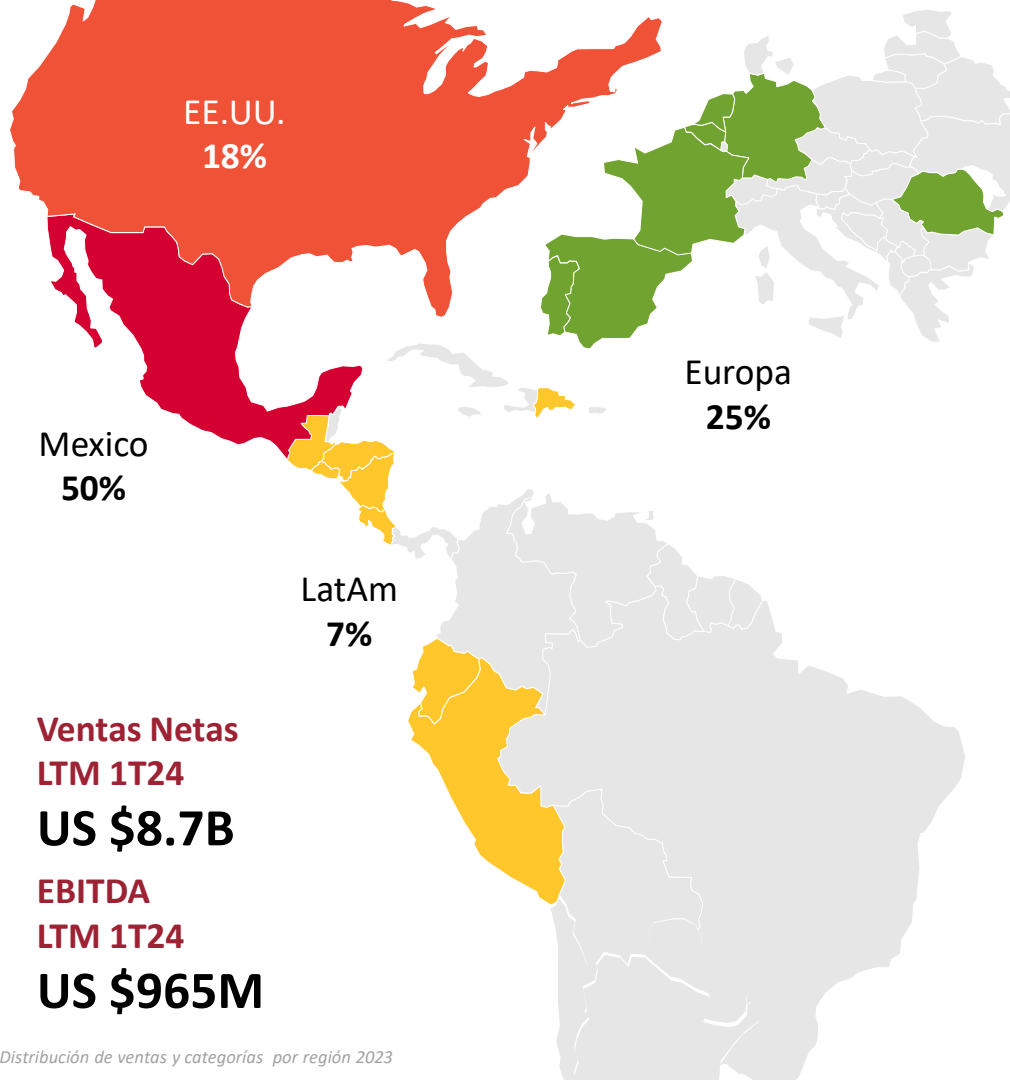 EE.UU.
18%
Europa
25%
Mexico
50%
LatAm
7%
Ventas Netas
LTM 1T24
US $8.7B
EBITDA
LTM 1T24
US $965M
Distribución de ventas y categorías por región 2023